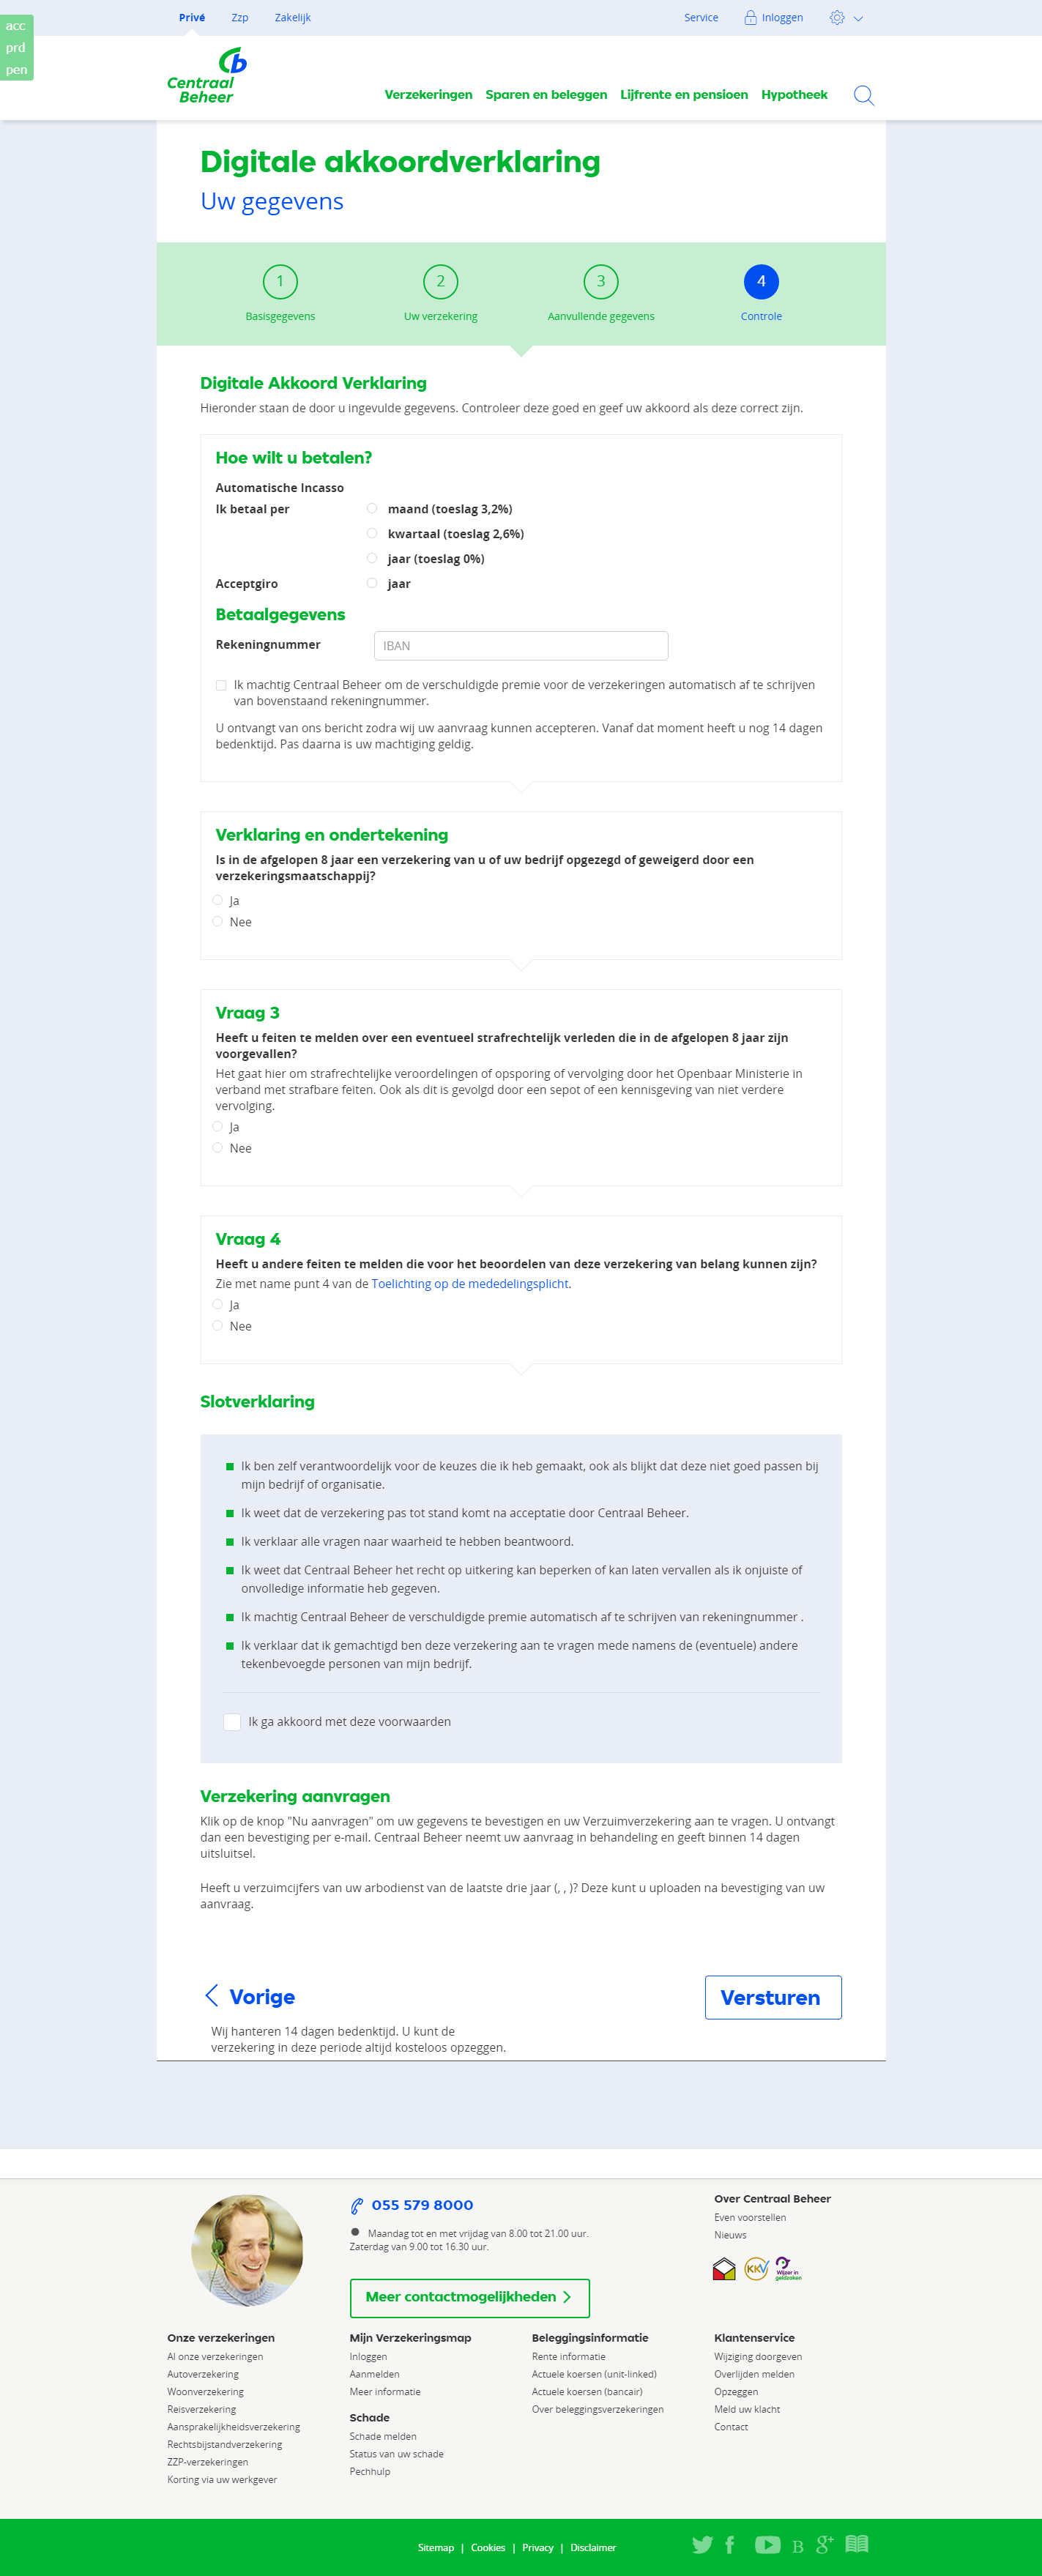 Privé
Zzp
Zakelijk
Service
Inloggen
acc
prd
pen
Centraal
Beheer
Verzekeringen
Sparen en beleggen
Lijfrente en pensioen
Hypotheek
Digitale akkoordverklaring
Uw gegevens
1
2
3
4
Basisgegevens
Uw verzekering
Aanvullende gegevens
Controle
Digitale Akkoord Verklaring
Hieronder staan de door u ingevulde gegevens. Controleer deze goed en geef uw akkoord als deze correct zijn.
Hoe wilt u betalen?
Automatische Incasso
Ik betaal per
maand (toeslag 3,2%)
kwartaal (toeslag 2,6%)
jaar (toeslag 0%)
Acceptgiro
jaar
Betaalgegevens
Rekeningnummer
IBAN
Ik machtig Centraal Beheer om de verschuldigde premie voor de verzekeringen automatisch af te schrijven
van bovenstaand rekeningnummer.
U ontvangt van ons bericht zodra wij uw aanvraag kunnen accepteren. Vanaf dat moment heeft u nog 14 dagen
bedenktijd. Pas daarna is uw machtiging geldig.
Verklaring en ondertekening
Is in de afgelopen 8 jaar een verzekering van u of uw bedrijf opgezegd of geweigerd door een
verzekeringsmaatschappij?
Ja
Nee
Vraag 3
Heeft u feiten te melden over een eventueel strafrechtelijk verleden die in de afgelopen 8 jaar zijn
voorgevallen?
Het gaat hier om strafrechtelijke veroordelingen of opsporing of vervolging door het Openbaar Ministerie in
verband met strafbare feiten. Ook als dit is gevolgd door een sepot of een kennisgeving van niet verdere
vervolging.
Ja
Nee
Vraag 4
Heeft u andere feiten te melden die voor het beoordelen van deze verzekering van belang kunnen zijn?
Zie met name punt 4 van de Toelichting op de mededelingsplicht.
Ja
Nee
Slotverklaring
Ik ben zelf verantwoordelijk voor de keuzes die ik heb gemaakt, ook als blijkt dat deze niet goed passen bij
mijn bedrijf of organisatie.
Ik weet dat de verzekering pas tot stand komt na acceptatie door Centraal Beheer.
Ik verklaar alle vragen naar waarheid te hebben beantwoord.
Ik weet dat Centraal Beheer het recht op uitkering kan beperken of kan laten vervallen als ik onjuiste of
onvolledige informatie heb gegeven.
Ik machtig Centraal Beheer de verschuldigde premie automatisch af te schrijven van rekeningnummer .
Ik verklaar dat ik gemachtigd ben deze verzekering aan te vragen mede namens de (eventuele) andere
tekenbevoegde personen van mijn bedrijf.
Ik ga akkoord met deze voorwaarden
Verzekering aanvragen
Klik op de knop "Nu aanvragen" om uw gegevens te bevestigen en uw Verzuimverzekering aan te vragen. U ontvangt
dan een bevestiging per e-mail. Centraal Beheer neemt uw aanvraag in behandeling en geeft binnen 14 dagen
uitsluitsel.
Heeft u verzuimcijfers van uw arbodienst van de laatste drie jaar (, , )? Deze kunt u uploaden na bevestiging van uw
aanvraag.
Vorige
Versturen
Wij hanteren 14 dagen bedenktijd. U kunt de
verzekering in deze periode altijd kosteloos opzeggen.
055 579 8000
Maandag tot en met vrijdag van 8.00 tot 21.00 uur.
Zaterdag van 9.00 tot 16.30 uur.
Meer contactmogelijkheden
Over Centraal Beheer
Even voorstellen
Nieuws
KKV
Wijzer in
geldzaken
Onze verzekeringen
Al onze verzekeringen
Autoverzekering
Woonverzekering
Reisverzekering
Aansprakelijkheidsverzekering
Rechtsbijstandverzekering
ZZP-verzekeringen
Korting via uw werkgever
Mijn Verzekeringsmap
Inloggen
Aanmelden
Meer informatie
Schade
Schade melden
Status van uw schade
Pechhulp
Beleggingsinformatie
Rente informatie
Actuele koersen (unit-linked)
Actuele koersen (bancair)
Over beleggingsverzekeringen
Klantenservice
Wijziging doorgeven
Overlijden melden
Opzeggen
Meld uw klacht
Contact
Sitemap | Cookies | Privacy | Disclaimer